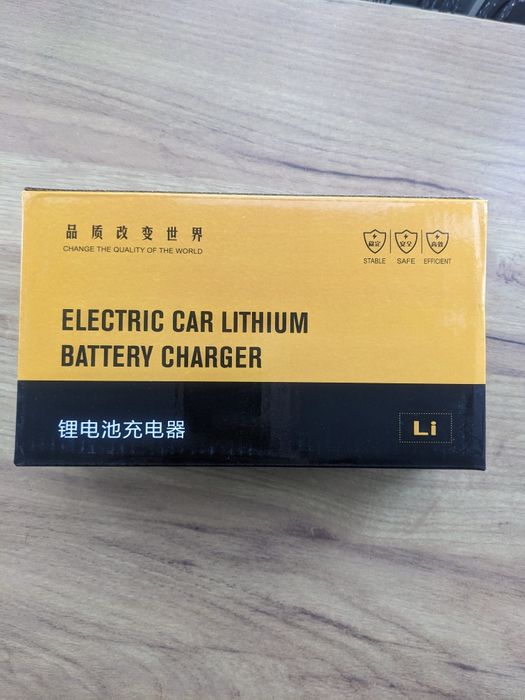 品质改变世界
CHANGE THE QUALITY OF THE WORLD
稳定 安全 高效
STABLE SAFE EFFICIENT
ELECTRIC CAR LITHIUM
BATTERY CHARGER
锂电池充电器
Li